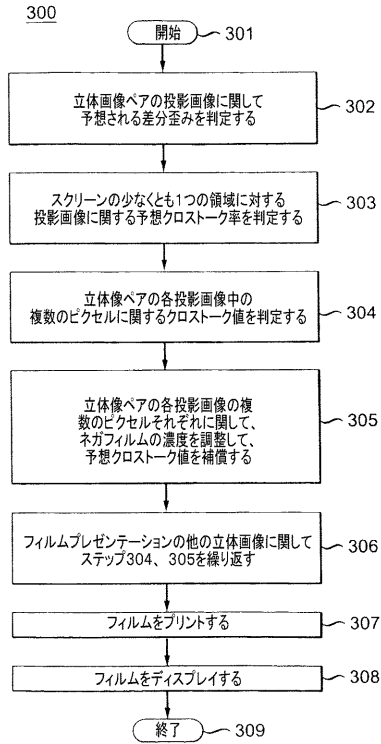 300
開始
301
立体画像ペアの投影画像に関して
予想される差分歪みを判定する
302
スクリーンの少なくとも1つの領域に対する
投影画像に関する予想クロストーク率を判定する
303
立体像ペアの各投影画像中の
複数のピクセルに関するクロストーク値を判定する
304
立体像ペアの各投影画像の複
数のピクセルそれぞれに関して、
ネガフィルムの濃度を調整して、
予想クロストーク値を補償する
305
フィルムプレゼンテーションの他の立体画像に関して
ステップ304、305を繰り返す
306
フィルムをプリントする
307
フィルムをディスプレイする
308
終了
309